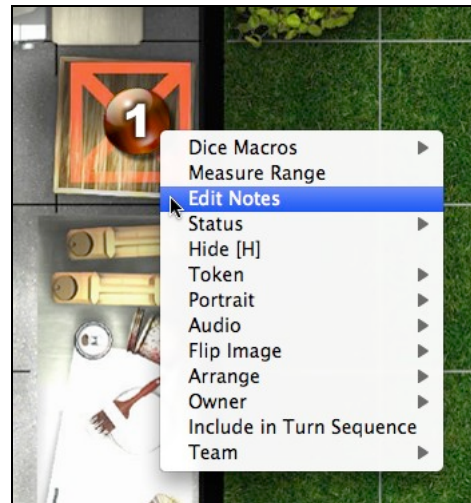 1
Dice Macros
Measure Range
Edit Notes
Status
Hide [H]
Token
Portrait
Audio
Flip Image
Arrange
Owner
Include in Turn Sequence
Team